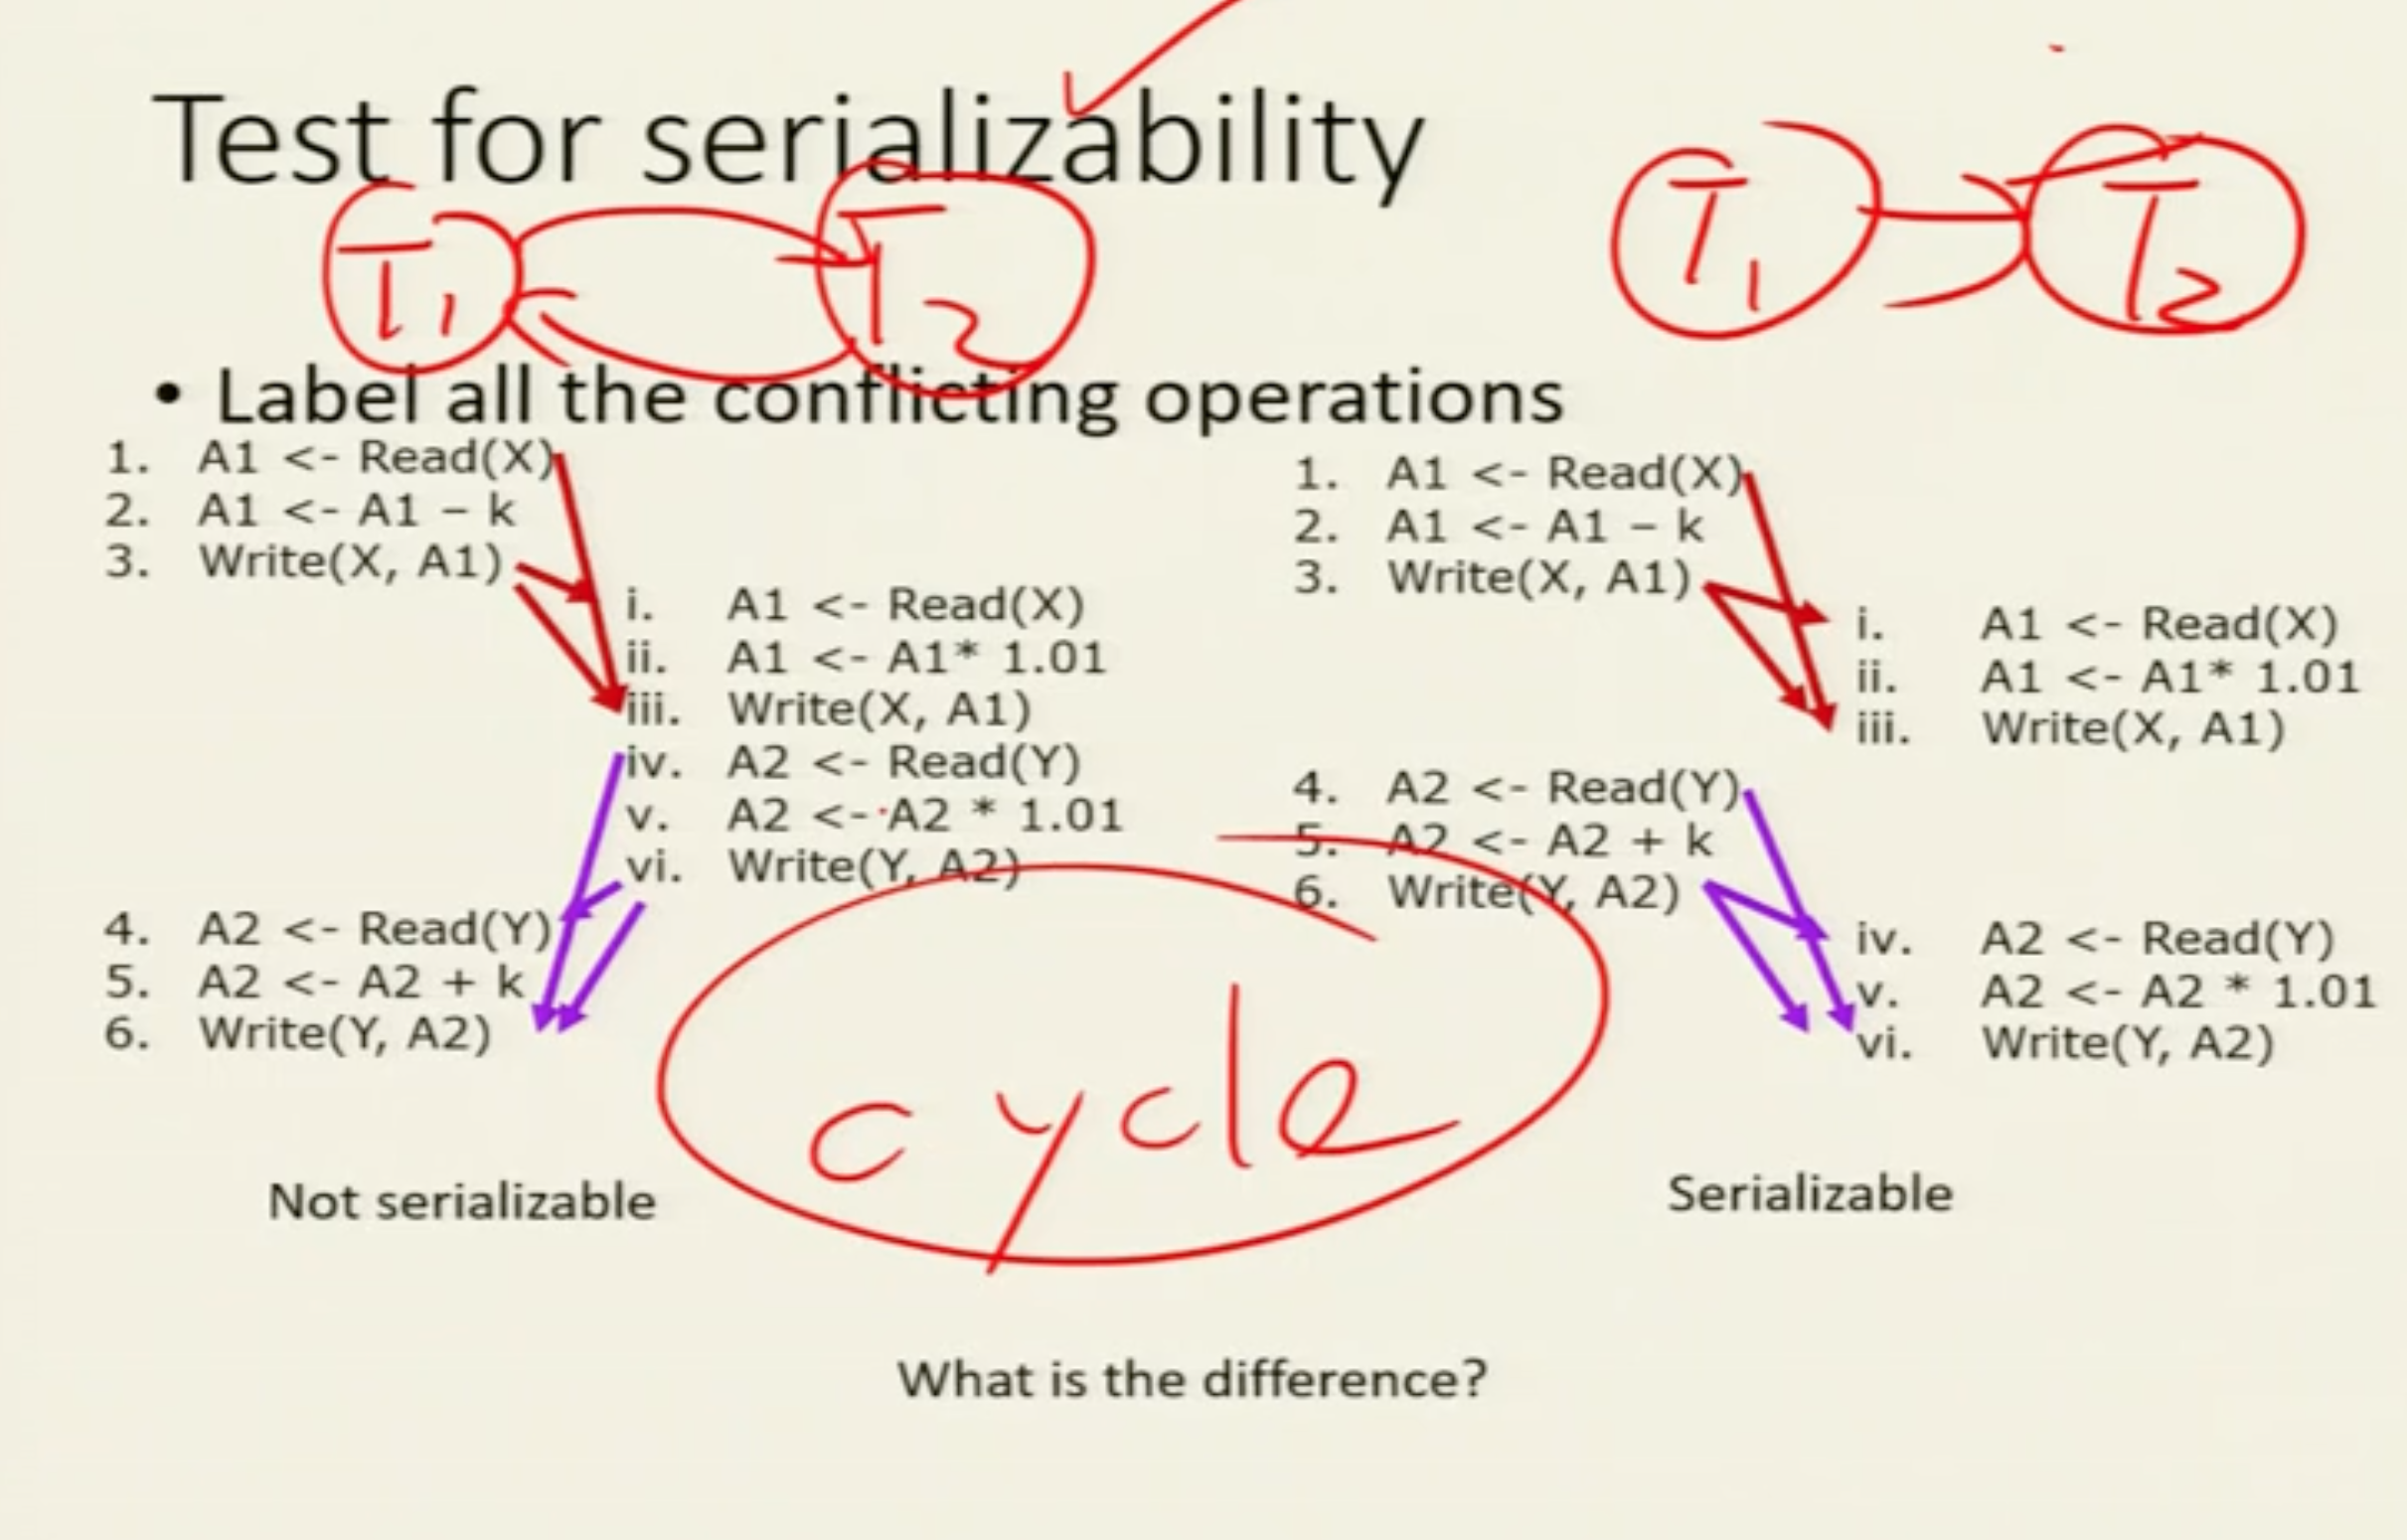 Test for serializability
T1
T2
T1
T2
• Label all the conflicting operations
1. A1 <- Read(X)
2. A1 <- A1 – k
3. Write(X, A1)
i. A1 <- Read(X)
ii. A1 <- A1* 1.01
iii. Write(X, A1)
iv. A2 <- Read(Y)
v. A2 <- A2 * 1.01
vi. Write(Y, A2)
4. A2 <- Read(Y)
5. A2 <- A2 + k
6. Write(Y, A2)
Not serializable
cycle
1. A1 <- Read(X)
2. A1 <- A1 – k
3. Write(X, A1)
i. A1 <- Read(X)
ii. A1 <- A1* 1.01
iii. Write(X, A1)
4. A2 <- Read(Y)
5. A2 <- A2 + k
6. Write(Y, A2)
iv. A2 <- Read(Y)
v. A2 <- A2 * 1.01
vi. Write(Y, A2)
Serializable
What is the difference?